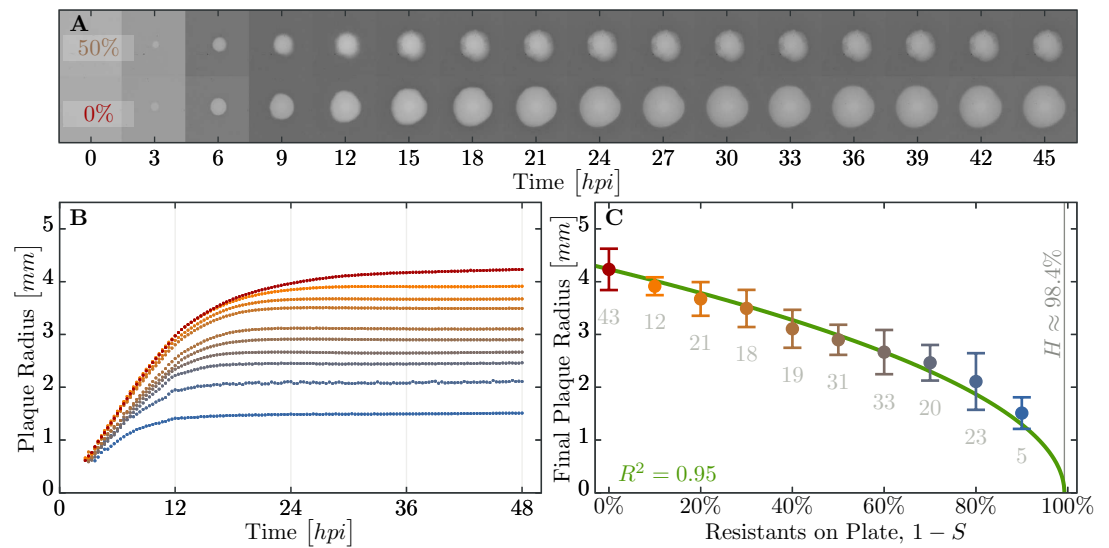 A
50%
0%
0 3 6 9 12 15 18 21 24 27 30 33 36 39 42 45
Time [hpi]
B
5
4
3
2
1
0
Plaque Radius [mm]
0 12 24 36 48
Time [hpi]
C
5
4
3
2
1
0
Final Plaque Radius [mm]
43
12
21
18
19
31
33
20
23
5
H ≈ 98.4%
R² = 0.95
0% 20% 40% 60% 80% 100%
Resistants on Plate, 1 − S